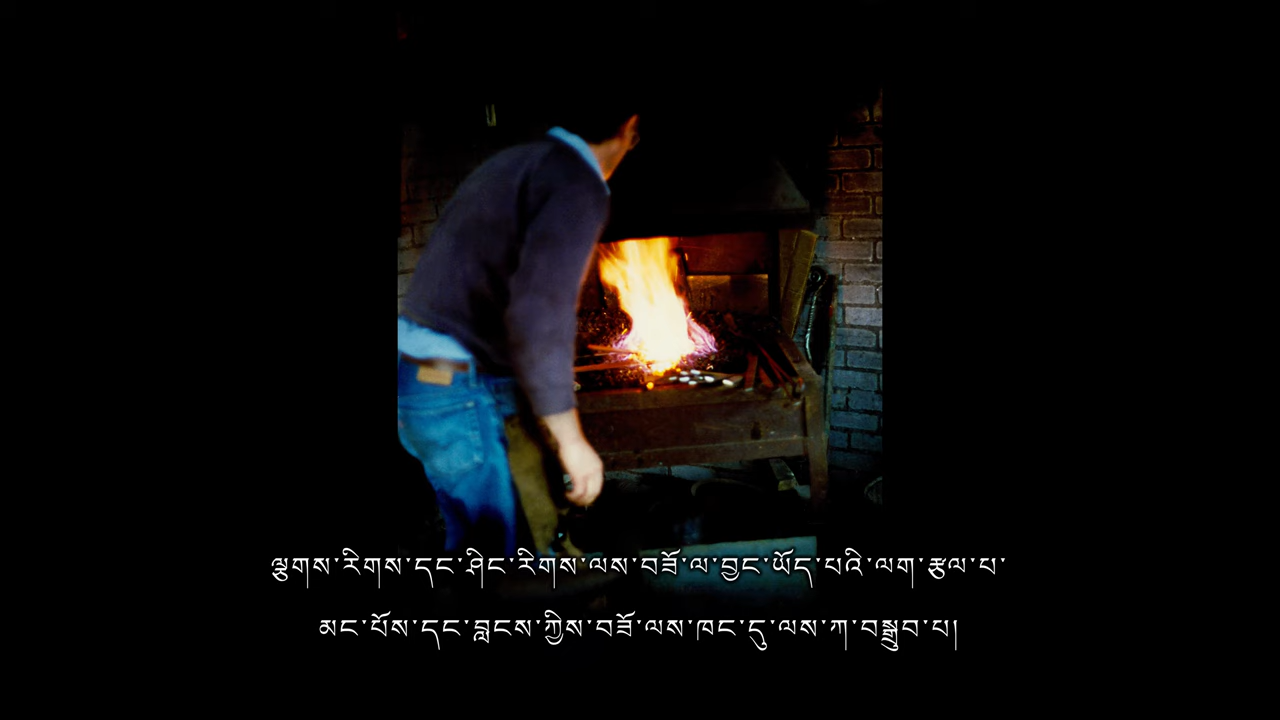 ལྕགས་རིགས་དང་ཤིང་རིགས་ལས་བཟོ་ལ་བྱང་ཡོད་པའི་ལག་རྩལ་པ་
མང་པོས་དང་བླངས་ཀྱིས་བཟོ་ལས་ཁང་དུ་ལས་ཀ་བསྒྲུབ་པ།